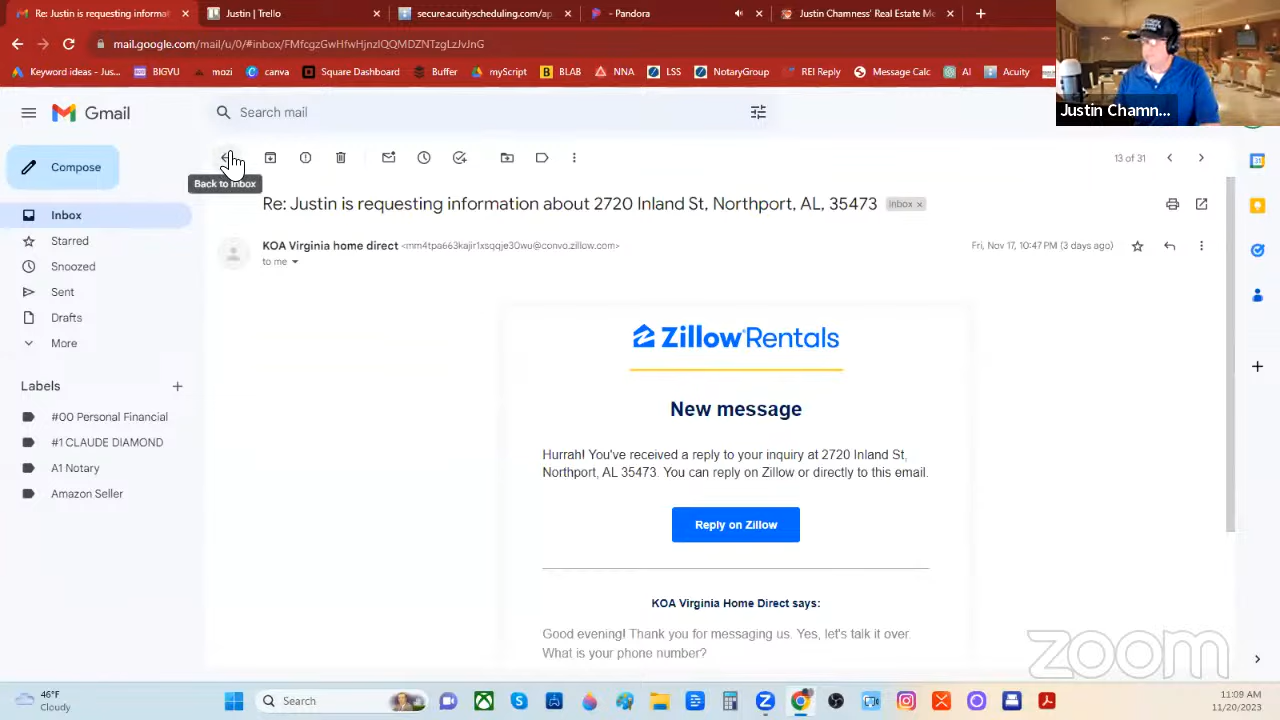 Re: Re: Justin is requesting informat
Justin | Trello
secure.acuityscheduling.com/ap
- Pandora
Justin Chamness' Real Estate Me
mail.google.com/mail/u/0/#inbox/FMfcgzGwHfwHjnzlQQMDZNTzgLzJvJnG
Keyword ideas - Jus...
BIGVU
mozi
canva
Square Dashboard
Buffer
myScript
BLAB
NNA
LSS
NotaryGroup
REI Reply
Message Calc
AI
Acuity
Justin Chamn...
Gmail
Search mail
Compose
13 of 31
Back to Inbox
Re: Justin is requesting information about 2720 Inland St, Northport, AL, 35473
Inbox ×
Inbox
Starred
Snoozed
Sent
Drafts
More
Labels
#00 Personal Financial
#1 CLAUDE DIAMOND
A1 Notary
Amazon Seller
KOA Virginia home direct
Fri, Nov 17, 10:47 PM (3 days ago)
to me
Zillow Rentals
New message
Hurrah! You've received a reply to your inquiry at 2720 Inland St,
Northport, AL 35473. You can reply on Zillow or directly to this email.
Reply on Zillow
KOA Virginia Home Direct says:
Good evening! Thank you for messaging us. Yes, let's talk it over.
What is your phone number?
zoom
46°F
Cloudy
Search
11:09 AM
11/20/2023